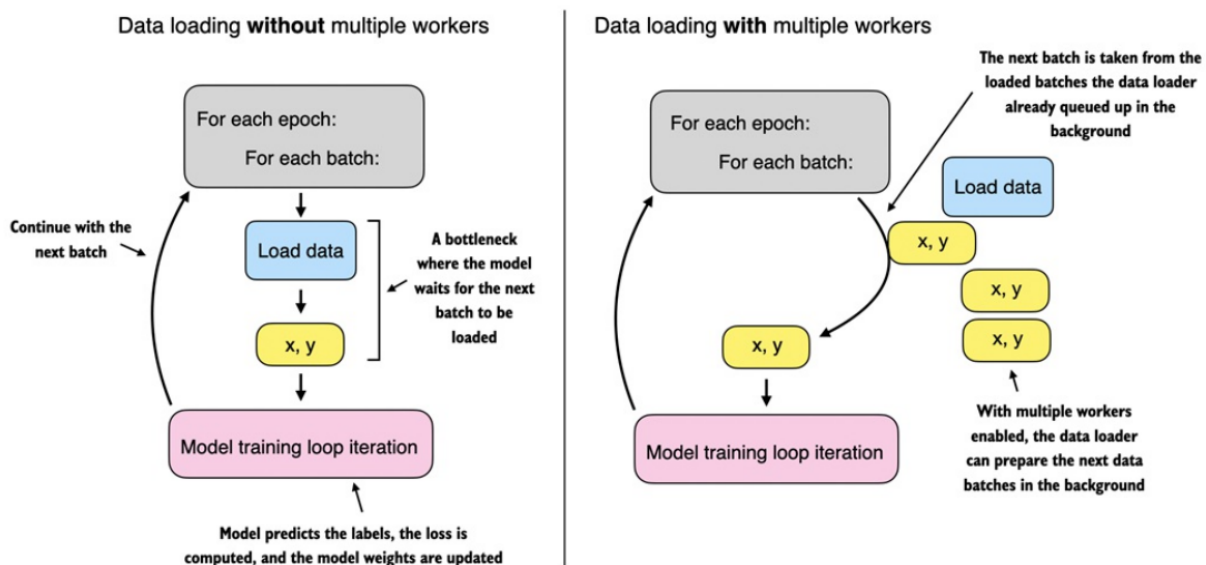 Data loading without multiple workers
For each epoch:
For each batch:
Continue with the
next batch
Load data
A bottleneck
where the model
waits for the next
batch to be
loaded
x, y
Model training loop iteration
Model predicts the labels, the loss is
computed, and the model weights are updated
Data loading with multiple workers
The next batch is taken from the
loaded batches the data loader
already queued up in the
background
For each epoch:
For each batch:
Load data
x, y
x, y
x, y
x, y
Model training loop iteration
With multiple workers
enabled, the data loader
can prepare the next data
batches in the background